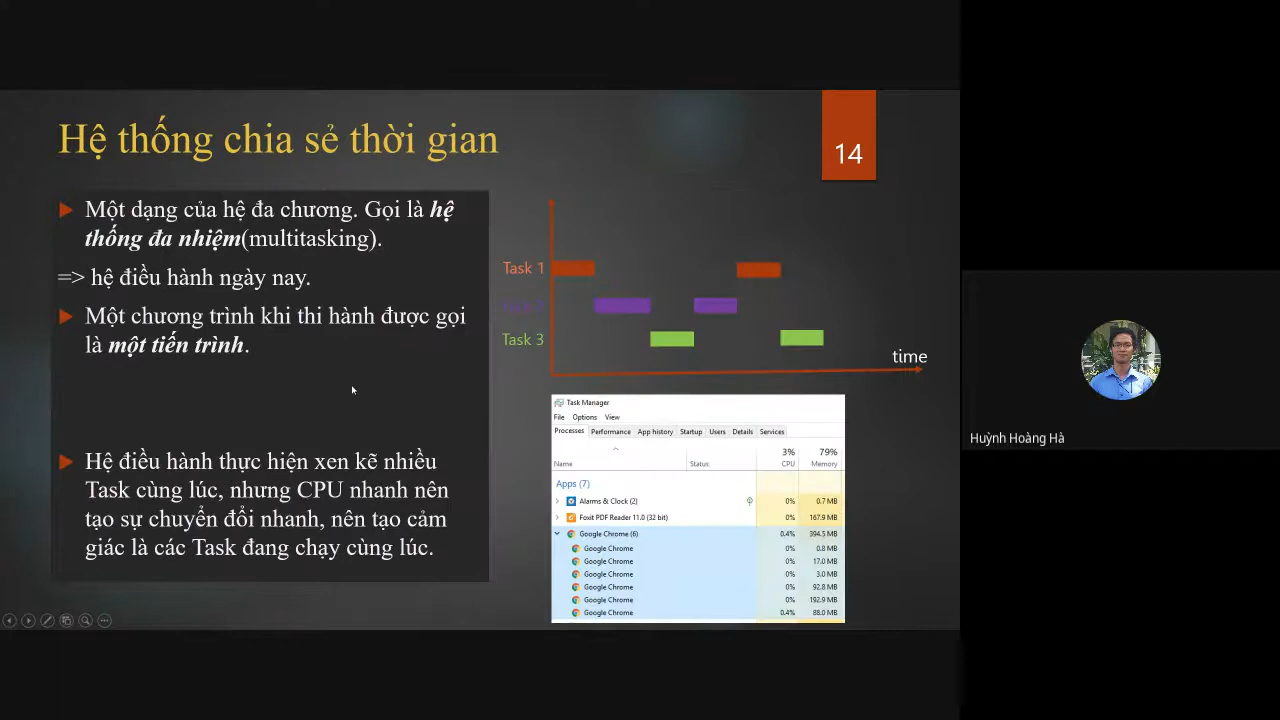 Hệ thống chia sẻ thời gian
14
Một dạng của hệ đa chương. Gọi là hệ
thống đa nhiệm(multitasking).
=> hệ điều hành ngày nay.
Một chương trình khi thi hành được gọi
là một tiến trình.
Hệ điều hành thực hiện xen kẽ nhiều
Task cùng lúc, nhưng CPU nhanh nên
tạo sự chuyển đổi nhanh, nên tạo cảm
giác là các Task đang chạy cùng lúc.
Task 1
Task 2
Task 3
time
Task Manager
File Options View
Processes Performance App history Startup Users Details Services
3% 79%
Name Status CPU Memory
Apps (7)
Alarms & Clock (2) 0% 0.7 MB
Foxit PDF Reader 11.0 (32 bit) 0% 167.9 MB
Google Chrome (6) 0.4% 394.5 MB
Google Chrome 0% 0.8 MB
Google Chrome 0% 17.0 MB
Google Chrome 0% 3.0 MB
Google Chrome 0% 92.8 MB
Google Chrome 0% 192.9 MB
Google Chrome 0.4% 88.0 MB
Huỳnh Hoàng Hà